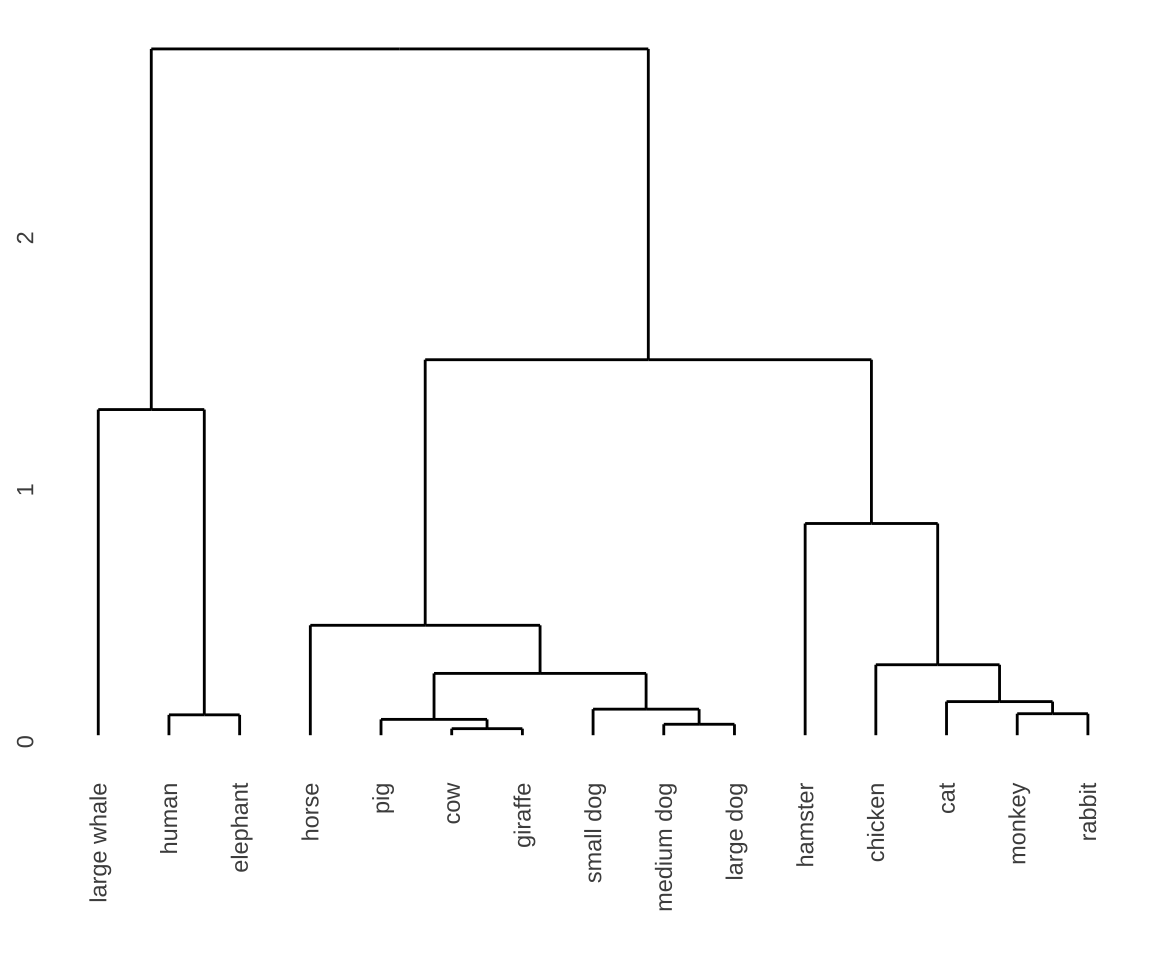 2
1
0
large whale
human
elephant
horse
pig
cow
giraffe
small dog
medium dog
large dog
hamster
chicken
cat
monkey
rabbit